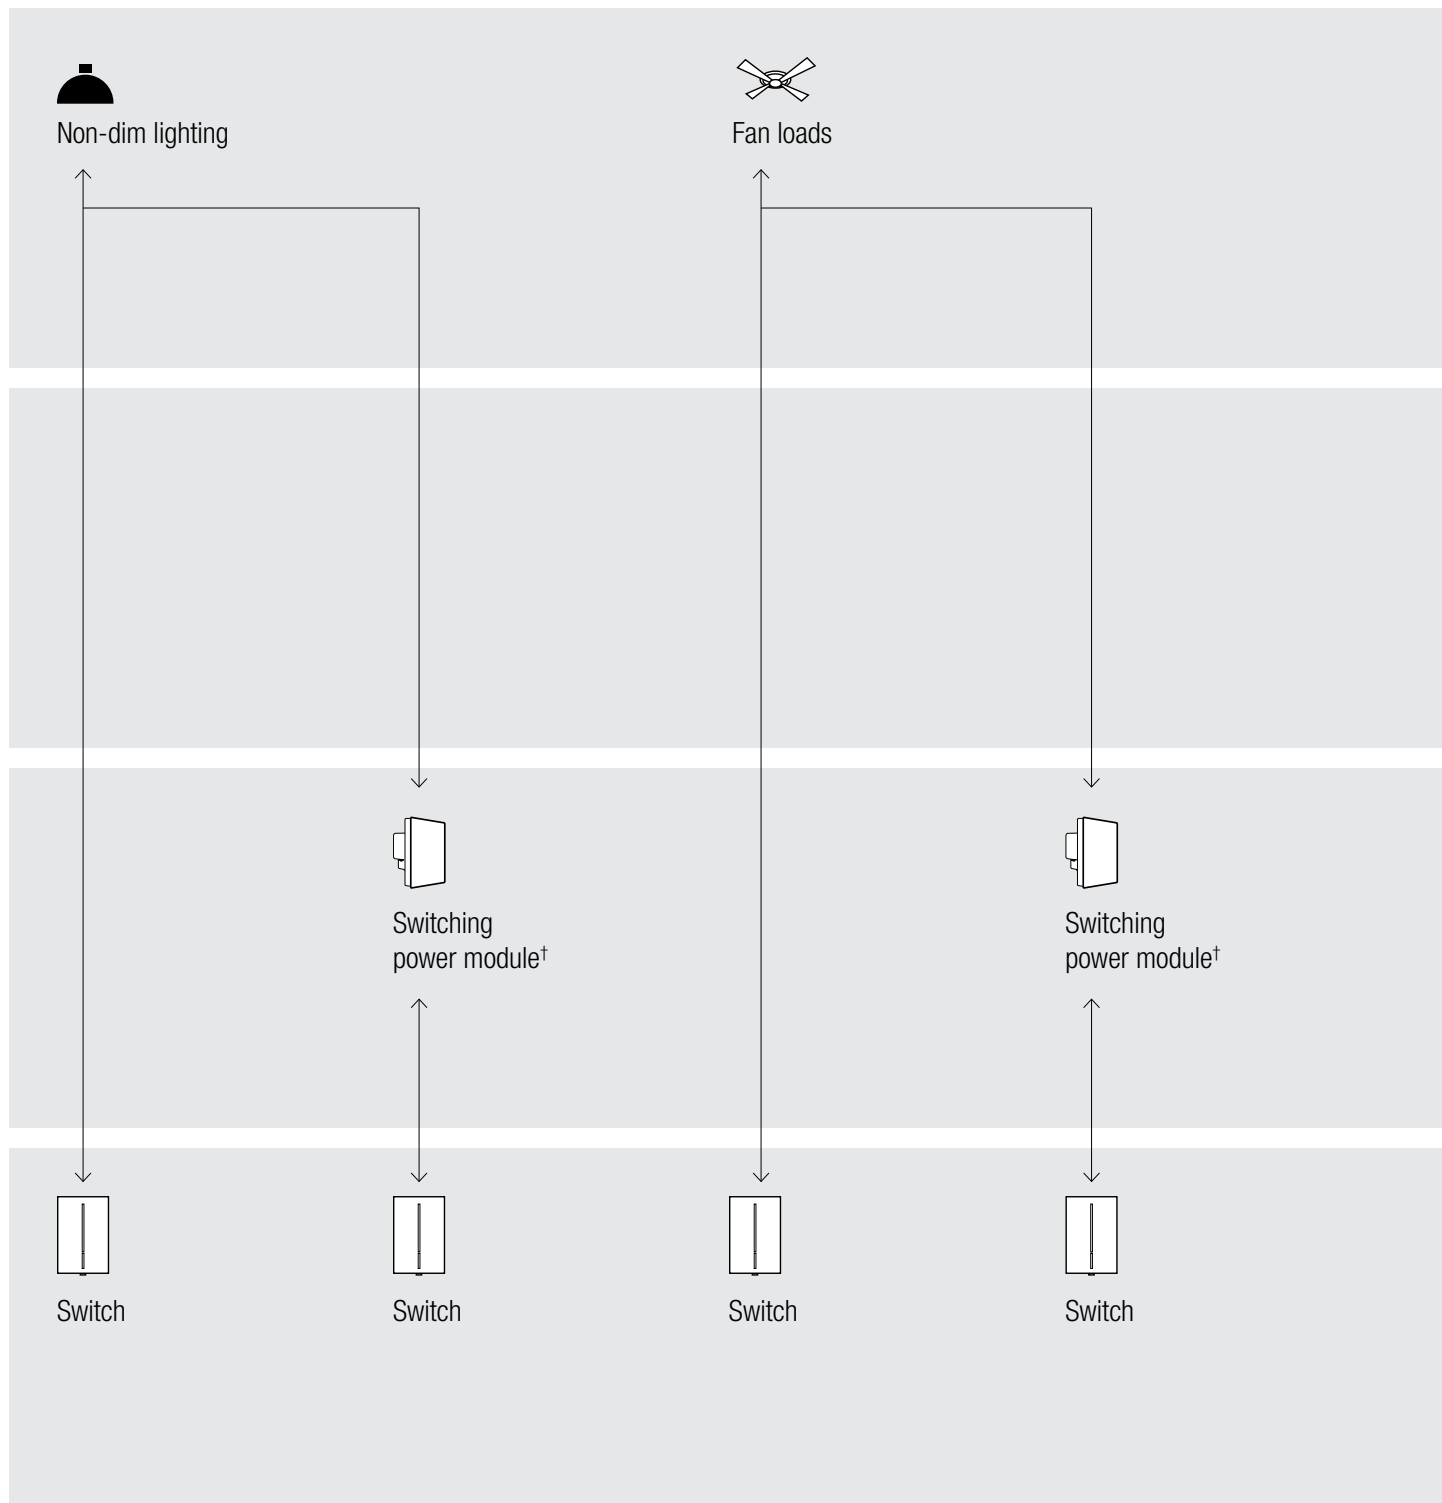 Non-dim lighting
Fan loads
Switching
power module†
Switching
power module†
Switch
Switch
Switch
Switch